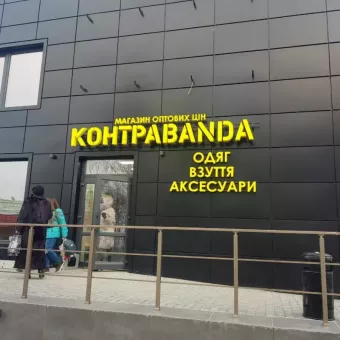 МАГАЗИН ОПТОВИХ ЦІН
КОНТРАBANDA
ОДЯГ
ВЗУТТЯ
АКСЕСУАРИ